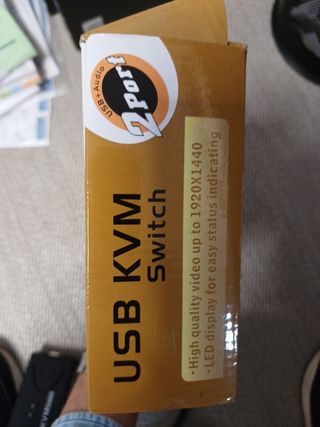 USB+Audio
2port
USB KVM
Switch
- High quality video up to 1920X1440
- LED display for easy status indicating